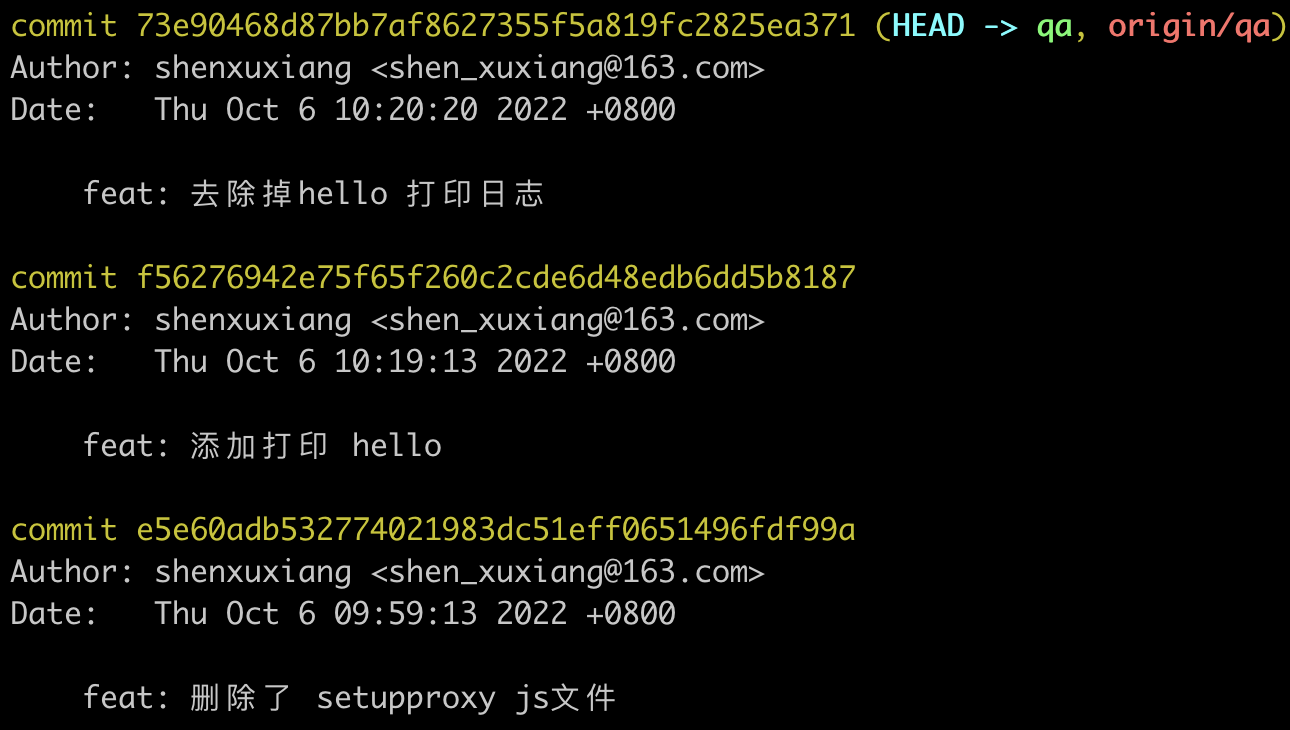 commit 73e90468d87bb7af8627355f5a819fc2825ea371 (HEAD -> qa, origin/qa)
Author: shenxuxiang <shen_xuxiang@163.com>
Date:   Thu Oct 6 10:20:20 2022 +0800
feat: 去除掉hello 打印日志
commit f56276942e75f65f260c2cde6d48edb6dd5b8187
Author: shenxuxiang <shen_xuxiang@163.com>
Date:   Thu Oct 6 10:19:13 2022 +0800
feat: 添加打印 hello
commit e5e60adb532774021983dc51eff0651496fdf99a
Author: shenxuxiang <shen_xuxiang@163.com>
Date:   Thu Oct 6 09:59:13 2022 +0800
feat: 删除了 setupproxy js文件